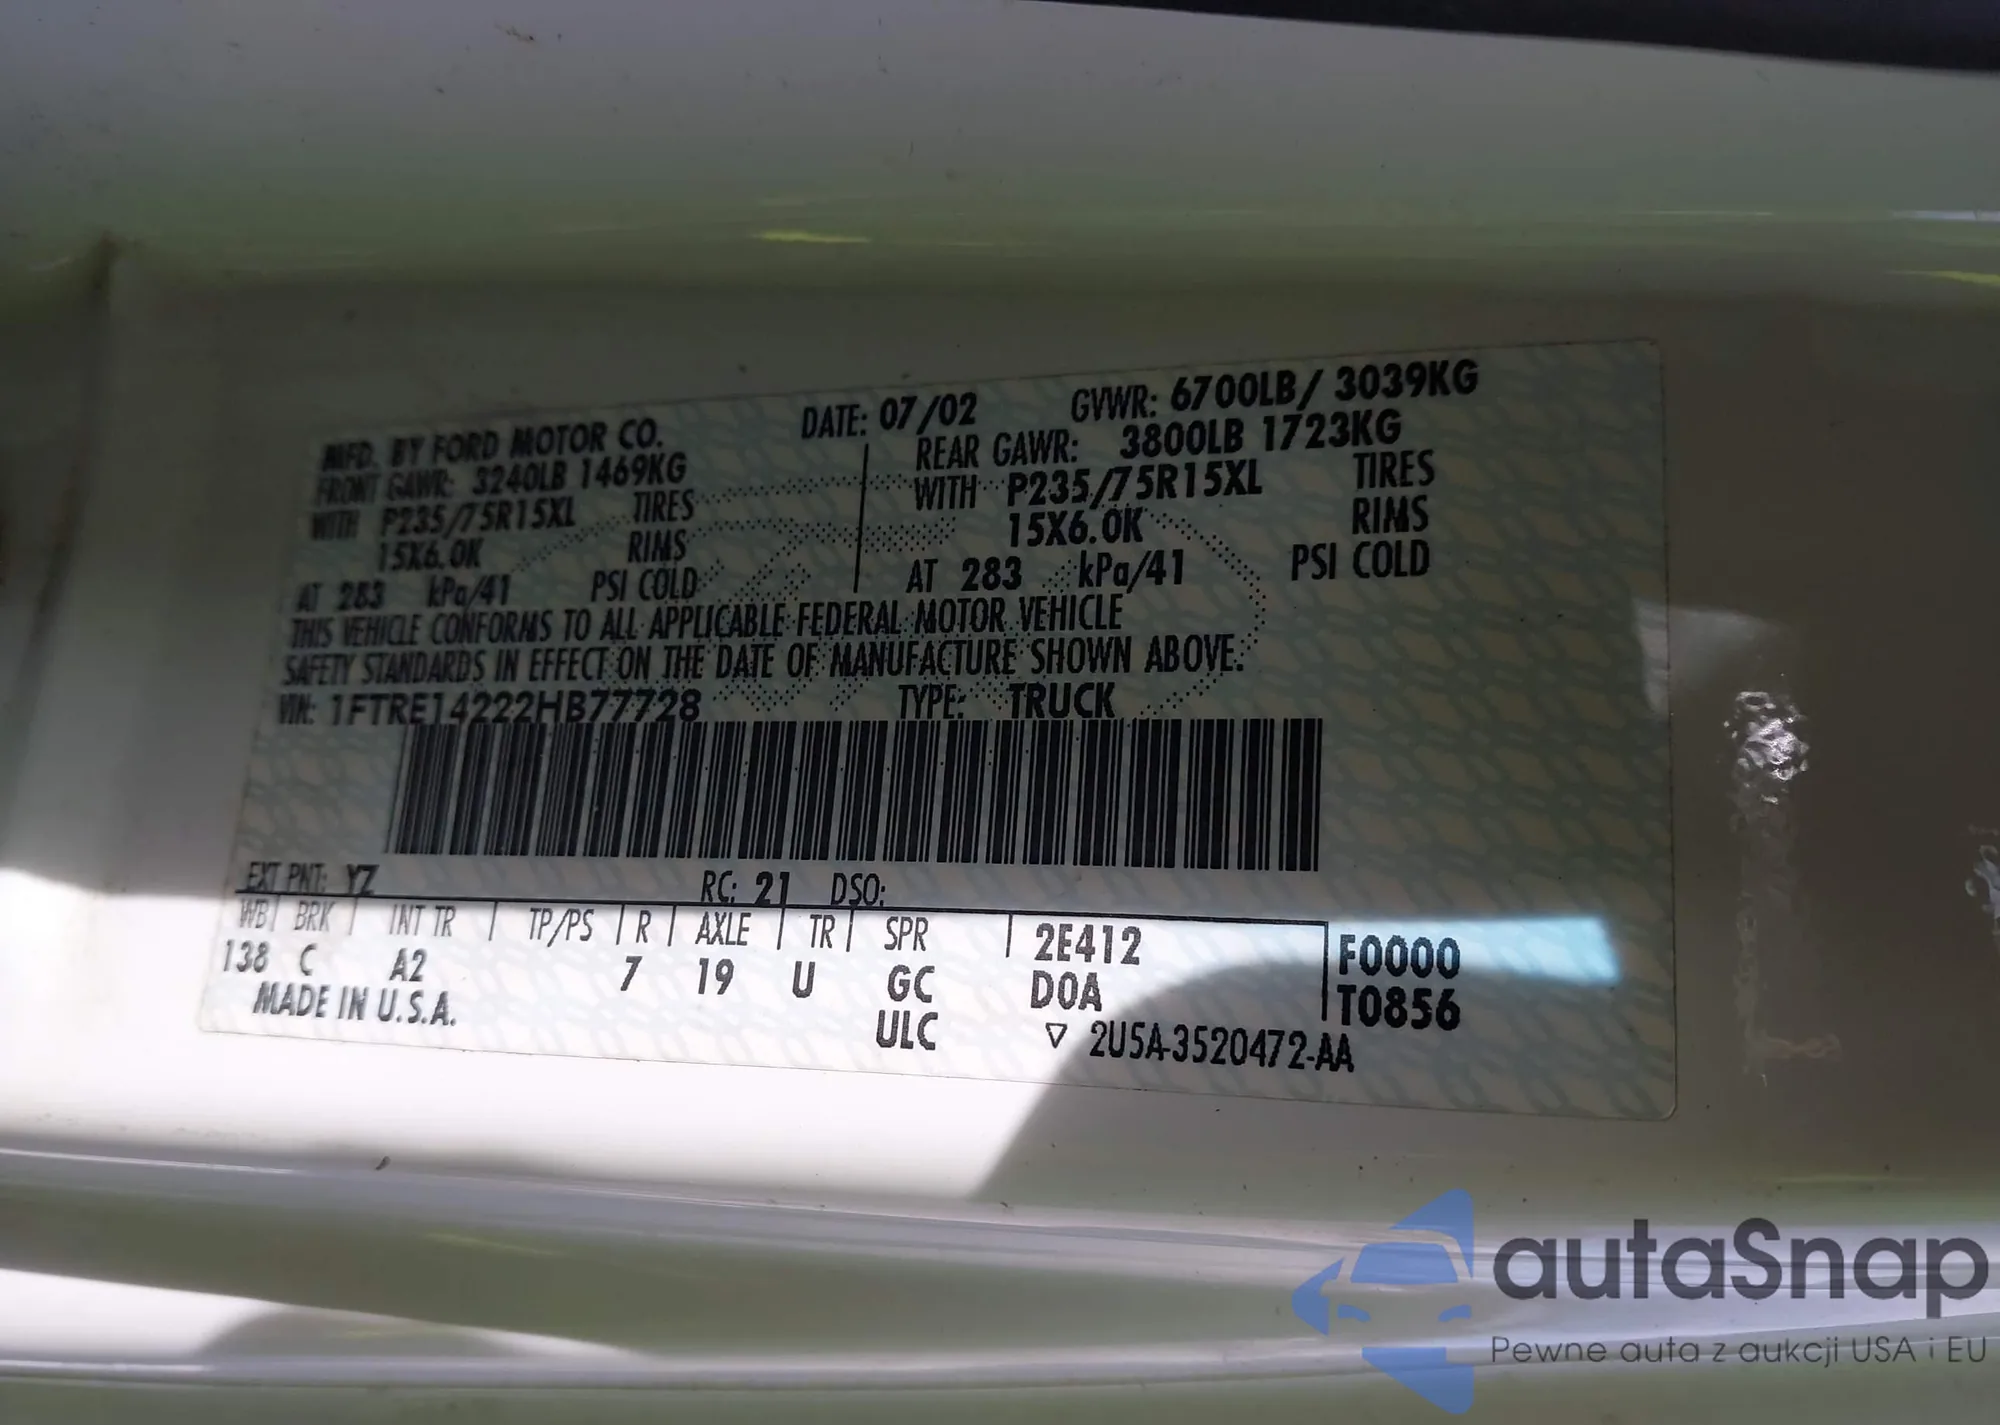 MFD. BY FORD MOTOR CO. DATE: 07/02 GVWR: 6700LB/ 3039KG
FRONT GAWR: 3240LB 1469KG REAR GAWR: 3800LB 1723KG
WITH P235/75R15XL TIRES WITH P235/75R15XL TIRES
15X6.0K RIMS 15X6.0K RIMS
AT 283 kPa/41 PSI COLD AT 283 kPa/41 PSI COLD
THIS VEHICLE CONFORMS TO ALL APPLICABLE FEDERAL MOTOR VEHICLE
SAFETY STANDARDS IN EFFECT ON THE DATE OF MANUFACTURE SHOWN ABOVE.
VIN: 1FTRE14222HB77728 TYPE: TRUCK
EXT PNT: YZ RC: 21 DSO:
WB BRK INT TR TP/PS R AXLE TR SPR 2E412 F0000
138 C A2 7 19 U GC D0A T0856
MADE IN U.S.A. ULC ▽ 2U5A-3520472-AA
autaSnap
Pewne auta z aukcji USA i EU